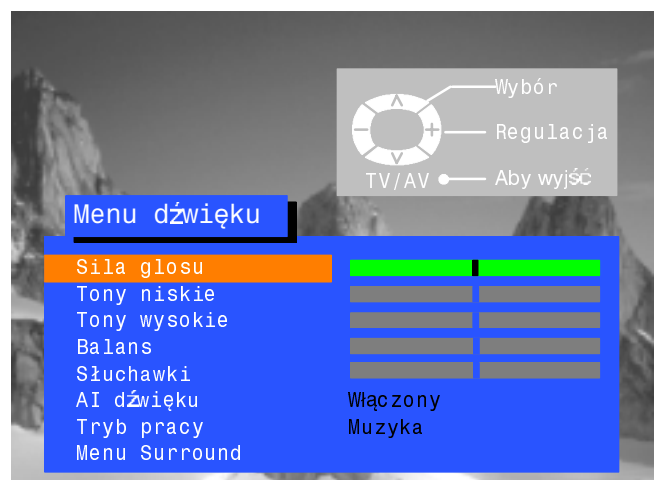 Wybór
Regulacja
TV/AV Aby wyjść
Menu dźwięku
Sila glosu
Tony niskie
Tony wysokie
Balans
Słuchawki
AI dźwięku Włączony
Tryb pracy Muzyka
Menu Surround